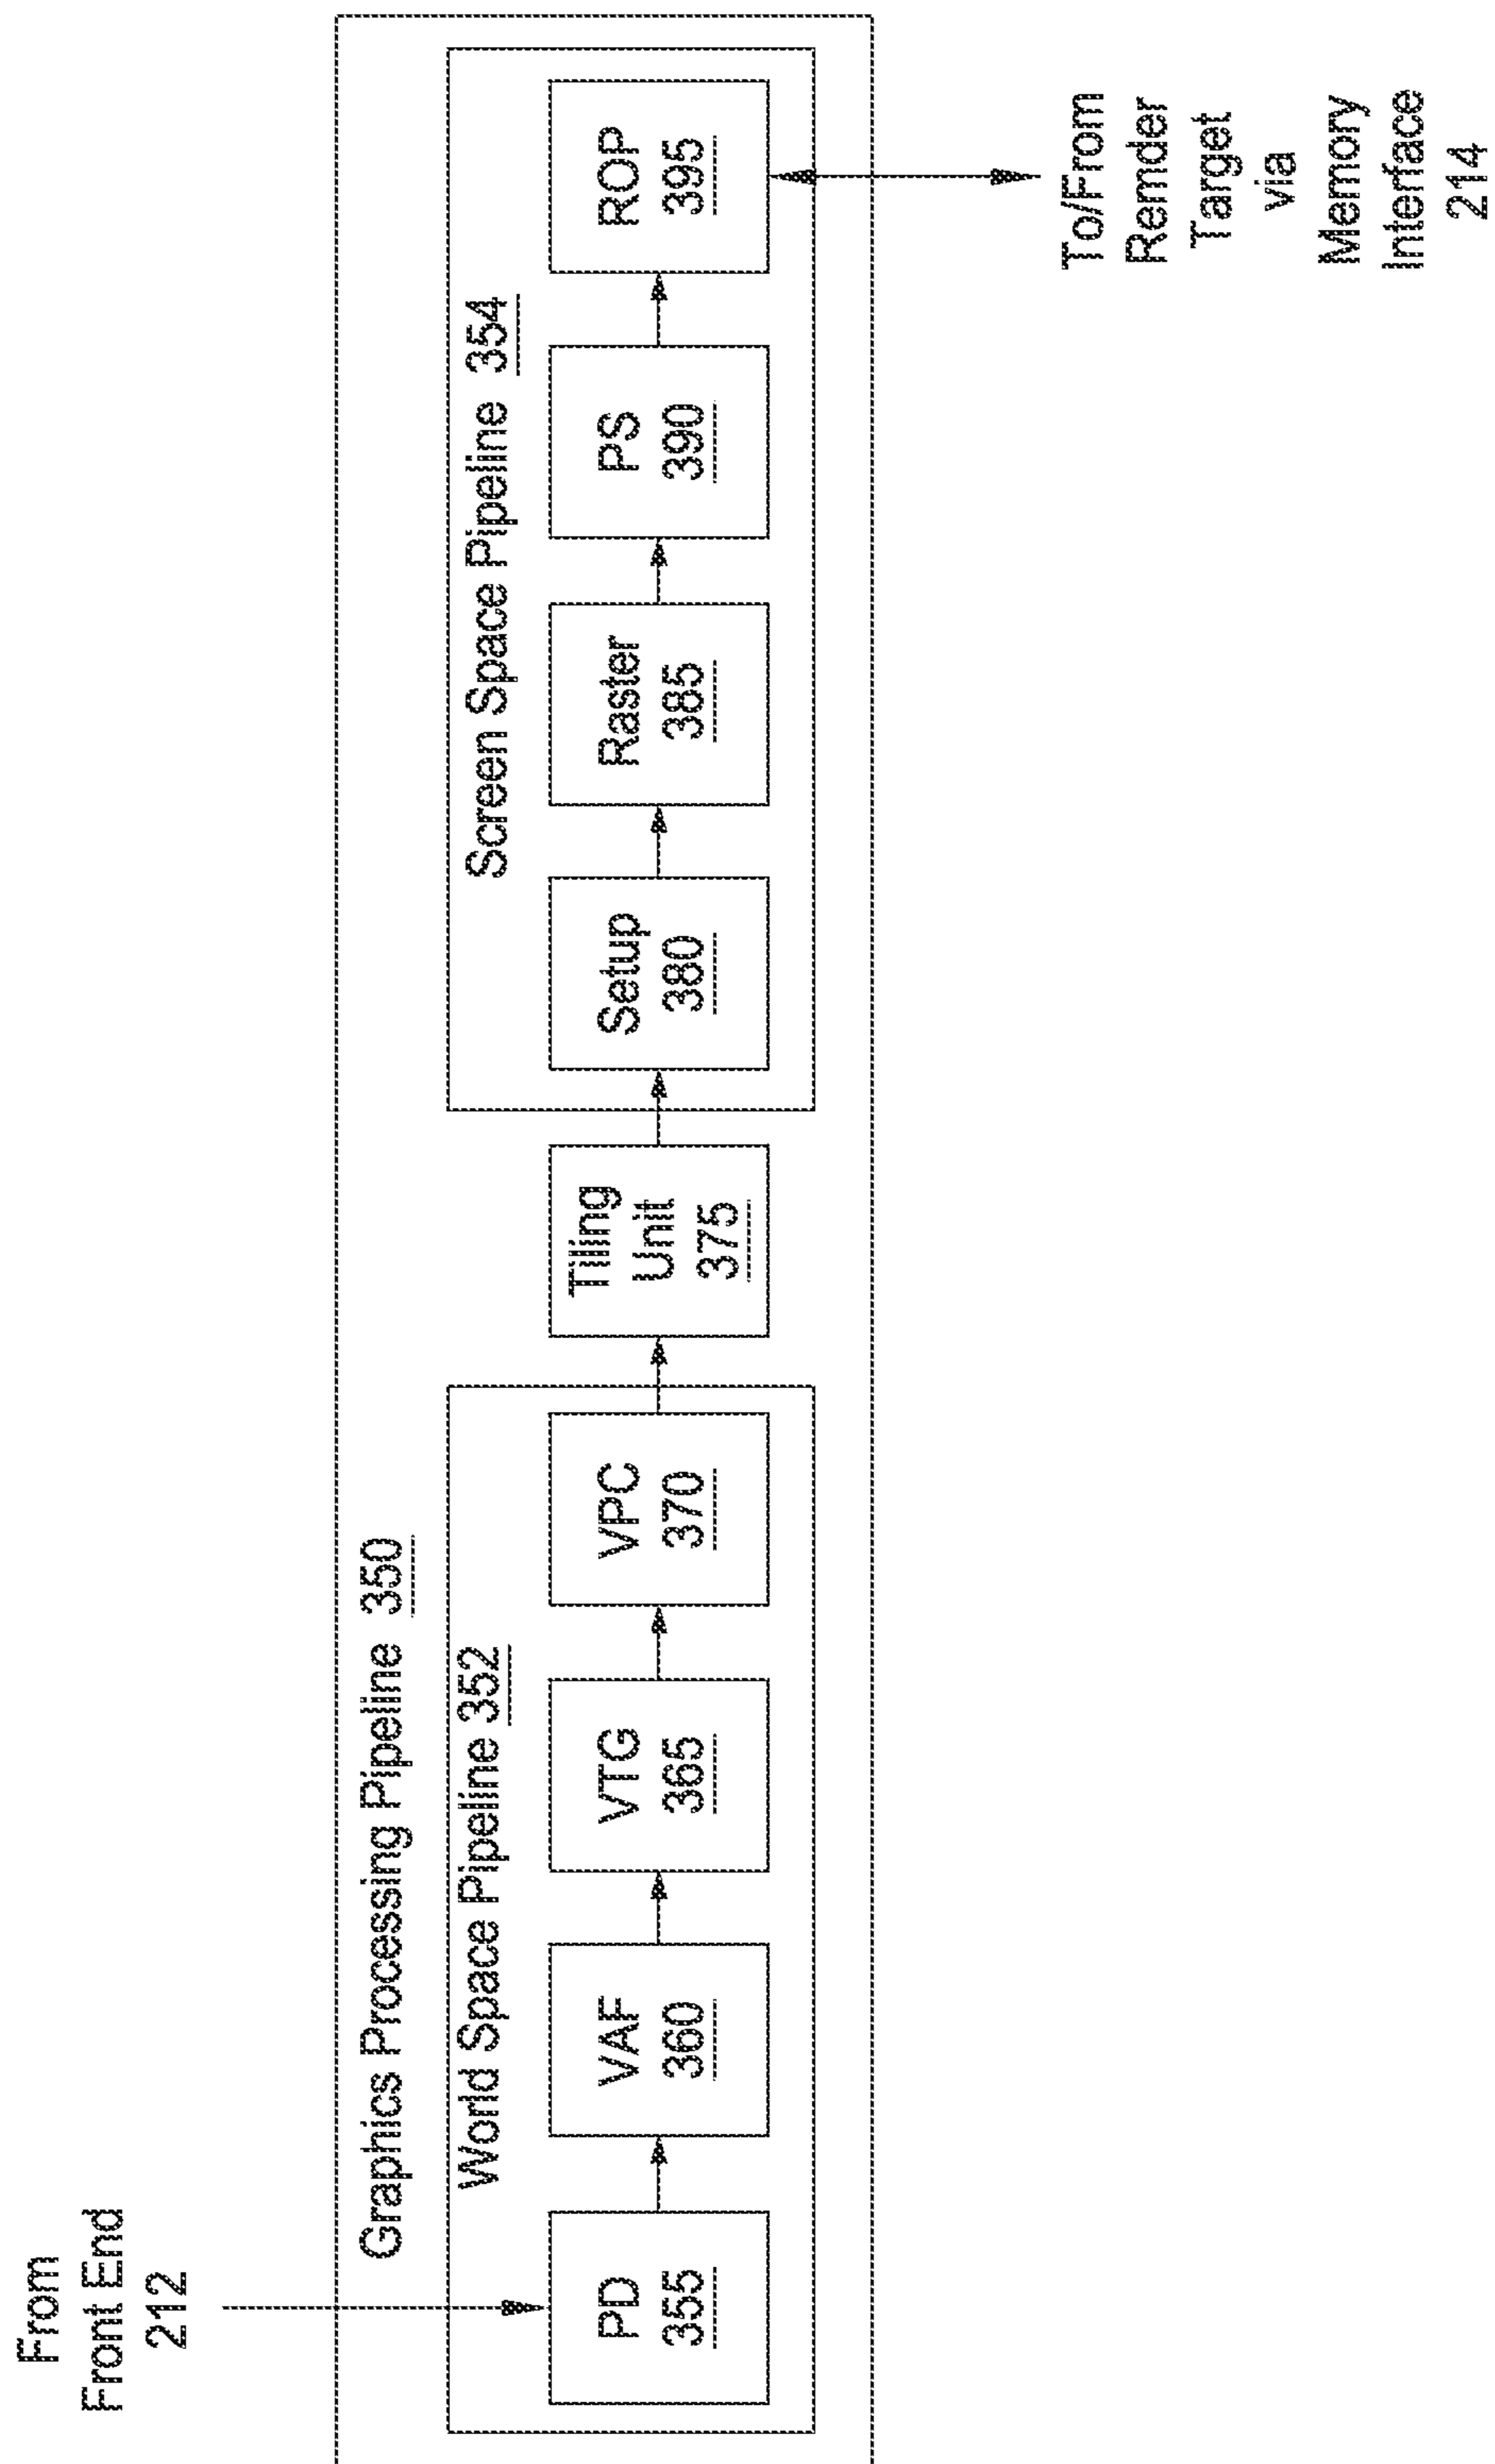 From
Front End
212
Graphics Processing Pipeline 350
World Space Pipeline 352
PD
355
VAF
360
VTG
365
VPC
370
Tiling
Unit
375
Screen Space Pipeline 354
Setup
380
Raster
385
PS
390
ROP
395
To/From
Remder
Target
via
Memory
Interface
214